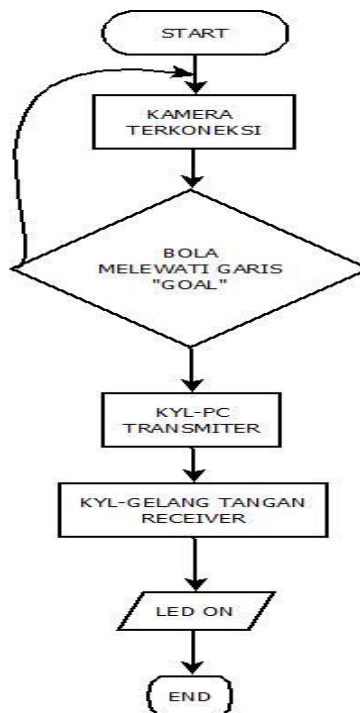 START
KAMERA
TERKONEKSI
BOLA
MELEWATI GARIS
"GOAL"
KYL-PC
TRANSMITER
KYL-GELANG TANGAN
RECEIVER
LED ON
END